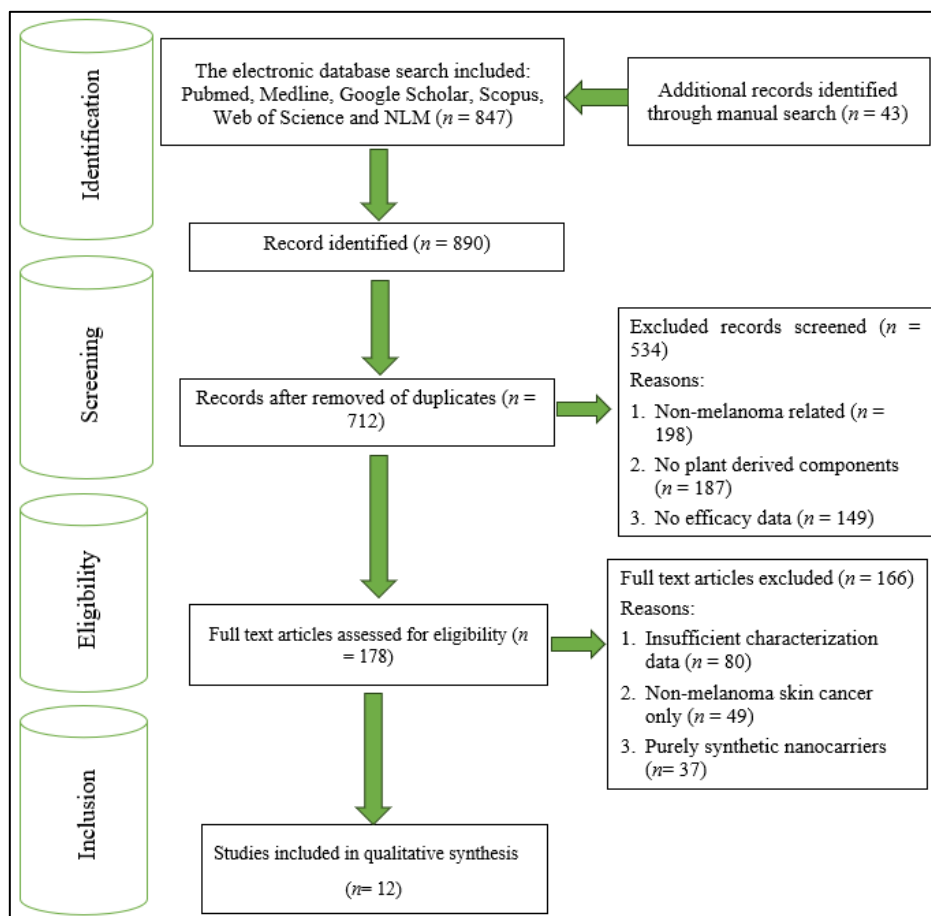 Identification
The electronic database search included:
Pubmed, Medline, Google Scholar, Scopus,
Web of Science and NLM (n = 847)
Additional records identified
through manual search (n = 43)
Record identified (n = 890)
Screening
Records after removed of duplicates (n =
712)
Excluded records screened (n =
534)
Reasons:
1. Non-melanoma related (n =
198)
2. No plant derived components
(n = 187)
3. No efficacy data (n = 149)
Eligibility
Full text articles assessed for eligibility (n
= 178)
Full text articles excluded (n = 166)
Reasons:
1. Insufficient characterization
data (n = 80)
2. Non-melanoma skin cancer
only (n = 49)
3. Purely synthetic nanocarriers
(n= 37)
Inclusion
Studies included in qualitative synthesis
(n= 12)